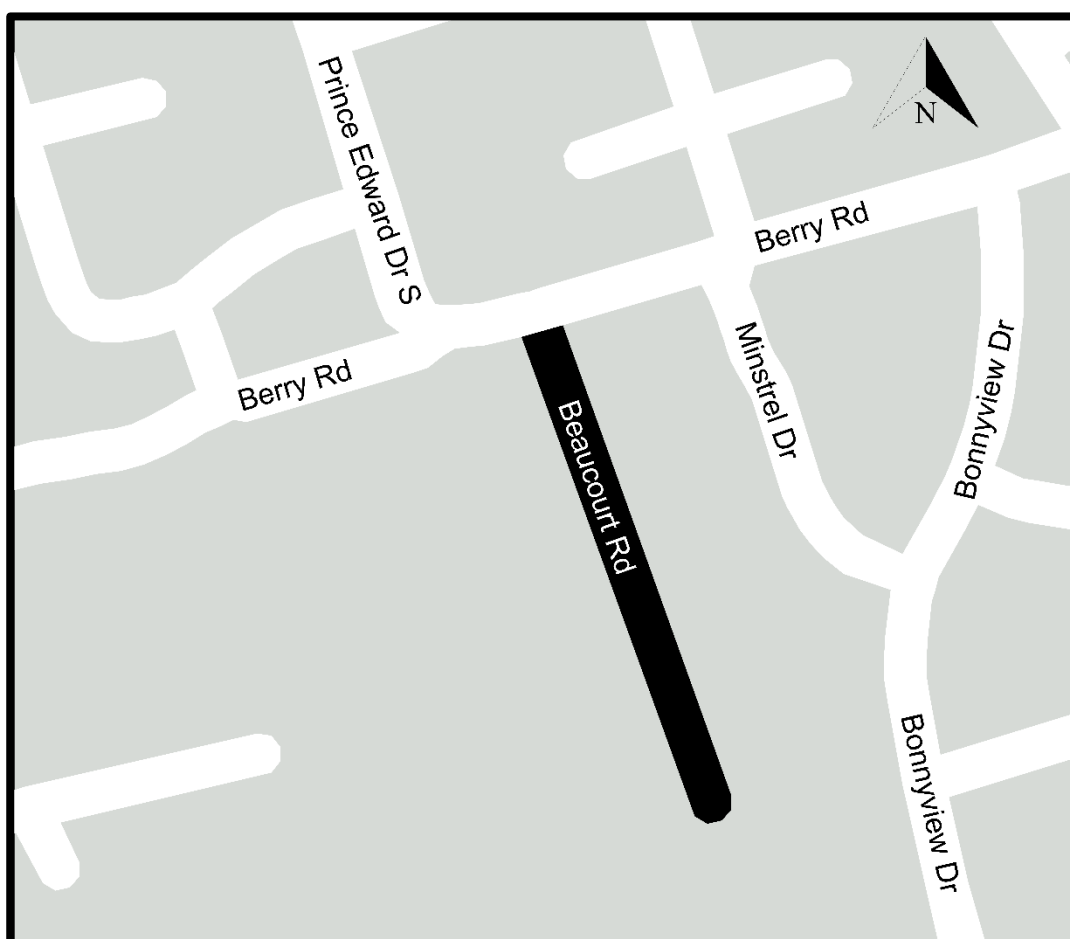 Prince Edward Dr S
N
Berry Rd
Berry Rd
Minstrel Dr
Bonnyview Dr
Beaucourt Rd
Bonnyview Dr